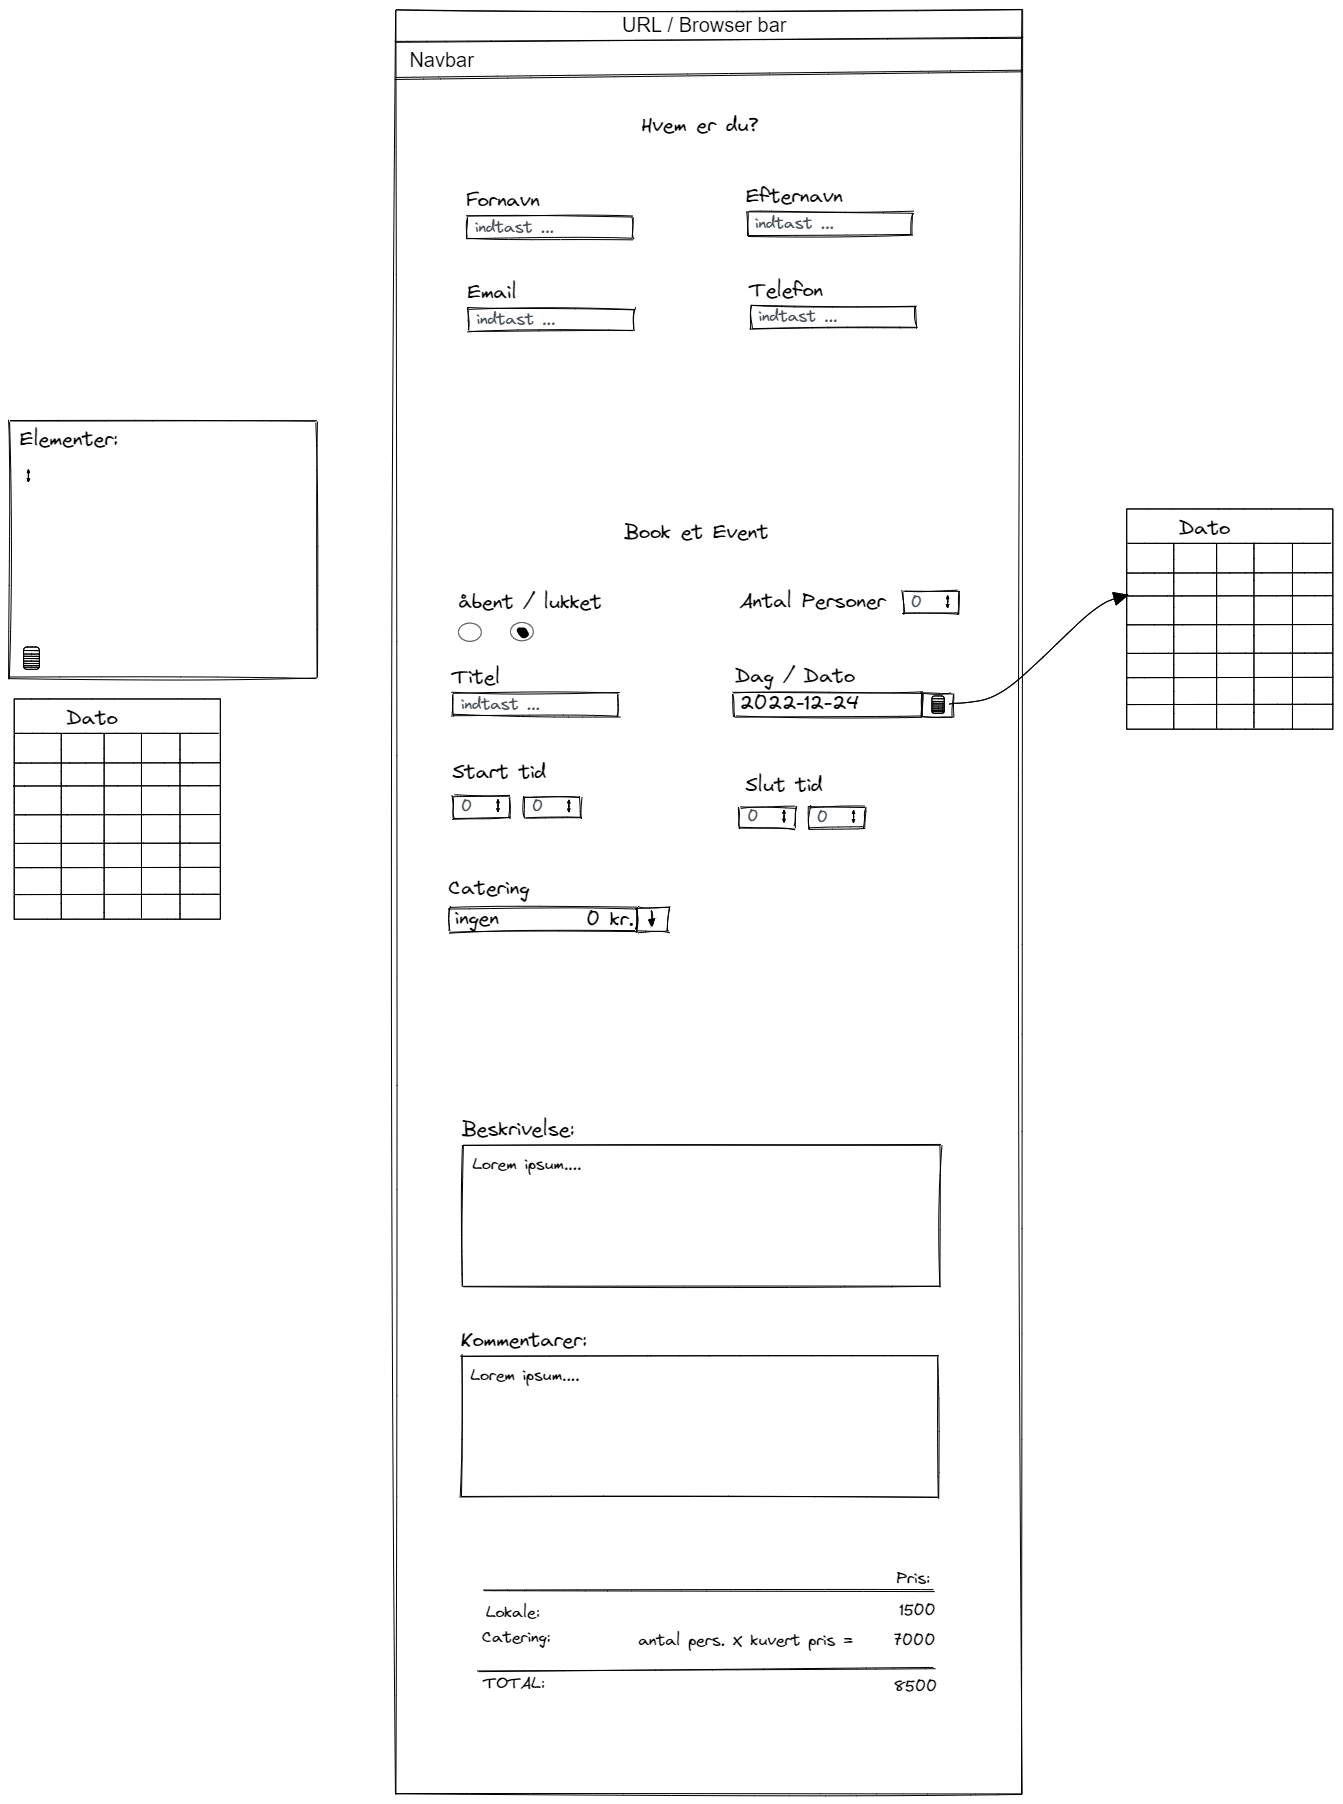 URL / Browser bar
Navbar
Hvem er du?
Fornavn
Efternavn
indtast ...
indtast ...
Email
Telefon
indtast ...
indtast ...
Elementer:
Dato
Book et Event
Dato
åbent / lukket
Antal Personer
0
Titel
Dag / Dato
indtast ...
2022-12-24
Start tid
Slut tid
0
0
0
0
Catering
ingen 0 kr.
Beskrivelse:
Lorem ipsum....
Kommentarer:
Lorem ipsum....
Pris:
Lokale: 1500
Catering: antal pers. x kuvert pris = 7000
TOTAL: 8500